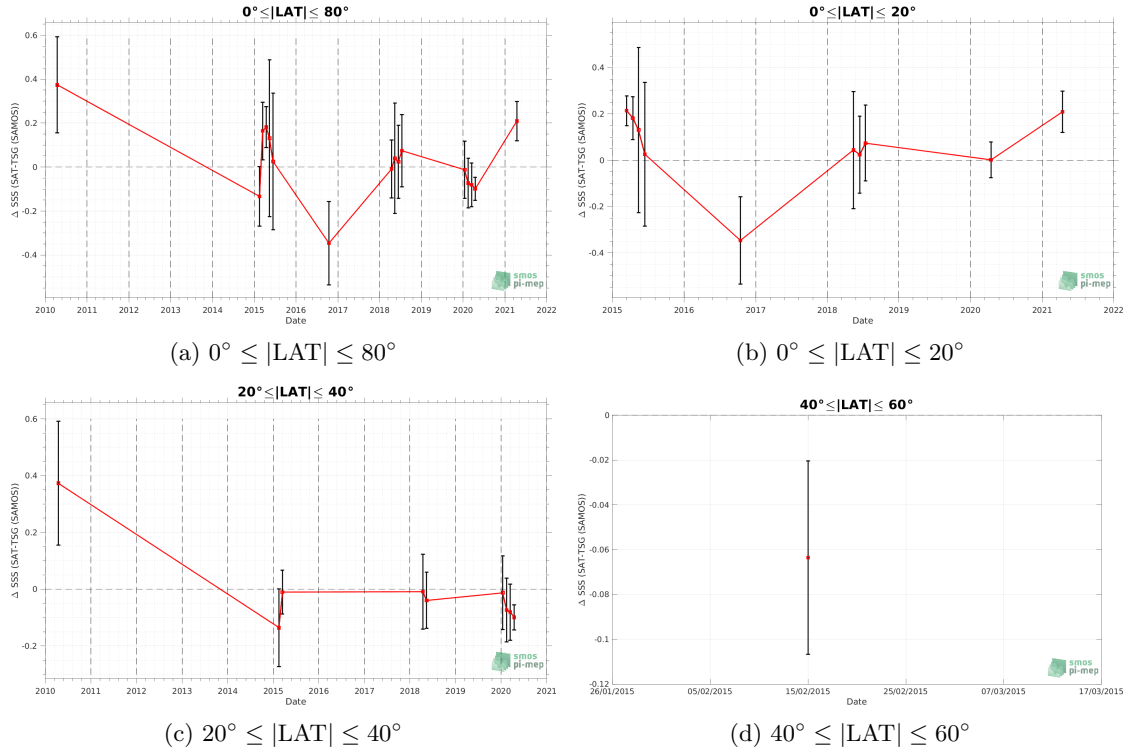 0°≤|LAT|≤ 80°
Δ SSS (SAT-TSG (SAMOS))
0.6
0.4
0.2
0
-0.2
-0.4
2010 2011 2012 2013 2014 2015 2016 2017 2018 2019 2020 2021 2022
Date
smos
pi-mep
(a) 0° ≤ |LAT| ≤ 80°
0°≤|LAT|≤ 20°
Δ SSS (SAT-TSG (SAMOS))
0.4
0.2
0
-0.2
-0.4
2015 2016 2017 2018 2019 2020 2021 2022
Date
smos
pi-mep
(b) 0° ≤ |LAT| ≤ 20°
20°≤|LAT|≤ 40°
Δ SSS (SAT-TSG (SAMOS))
0.6
0.4
0.2
0
-0.2
2010 2011 2012 2013 2014 2015 2016 2017 2018 2019 2020 2021
Date
smos
pi-mep
(c) 20° ≤ |LAT| ≤ 40°
40°≤|LAT|≤ 60°
Δ SSS (SAT-TSG (SAMOS))
0
-0.02
-0.04
-0.06
-0.08
-0.1
-0.12
26/01/2015 05/02/2015 15/02/2015 25/02/2015 07/03/2015 17/03/2015
Date
smos
pi-mep
(d) 40° ≤ |LAT| ≤ 60°